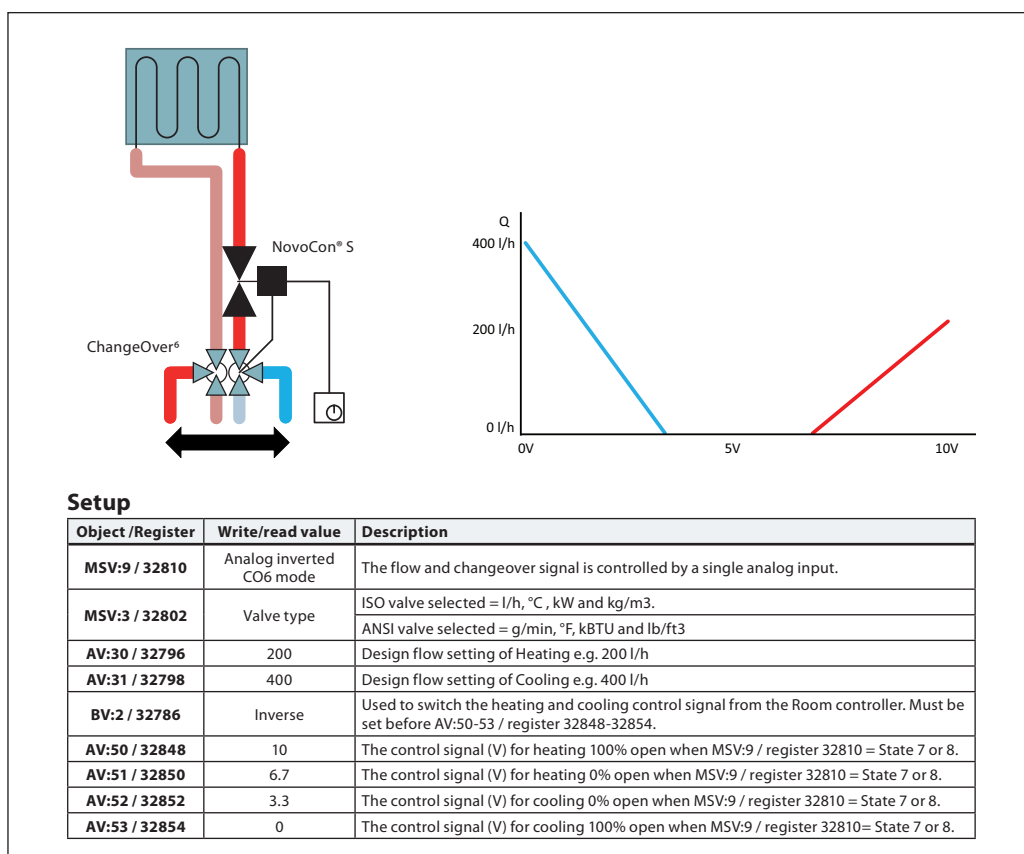 NovoCon® S
ChangeOver⁶
Q
400 l/h
200 l/h
0 l/h
0V
5V
10V
Setup
Object /Register
Write/read value
Description
MSV:9 / 32810
Analog inverted
CO6 mode
The flow and changeover signal is controlled by a single analog input.
MSV:3 / 32802
Valve type
ISO valve selected = l/h, °C , kW and kg/m3.
ANSI valve selected = g/min, °F, kBTU and lb/ft3
AV:30 / 32796
200
Design flow setting of Heating e.g. 200 l/h
AV:31 / 32798
400
Design flow setting of Cooling e.g. 400 l/h
BV:2 / 32786
Inverse
Used to switch the heating and cooling control signal from the Room controller. Must be
set before AV:50-53 / register 32848-32854.
AV:50 / 32848
10
The control signal (V) for heating 100% open when MSV:9 / register 32810 = State 7 or 8.
AV:51 / 32850
6.7
The control signal (V) for heating 0% open when MSV:9 / register 32810 = State 7 or 8.
AV:52 / 32852
3.3
The control signal (V) for cooling 0% open when MSV:9 / register 32810 = State 7 or 8.
AV:53 / 32854
0
The control signal (V) for cooling 100% open when MSV:9 / register 32810= State 7 or 8.